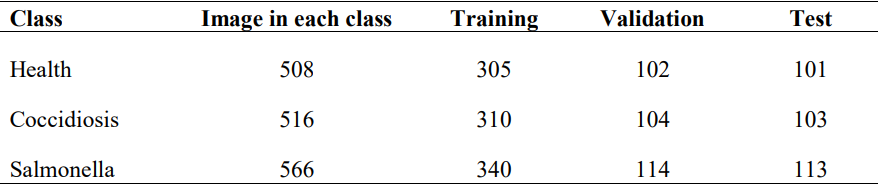 Class Image in each class Training Validation Test
Health 508 305 102 101
Coccidiosis 516 310 104 103
Salmonella 566 340 114 113